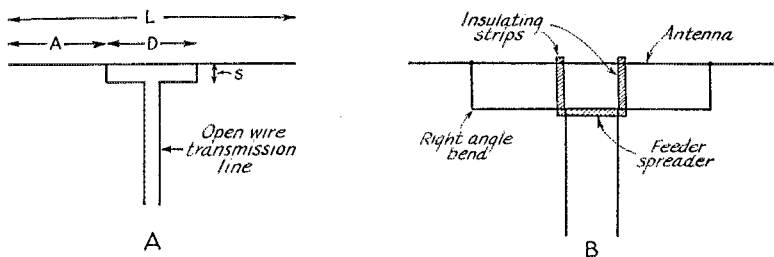 L
A
D
s
Open wire
transmission
line
A
Insulating
strips
Antenna
Right angle
bend
Feeder
spreader
B